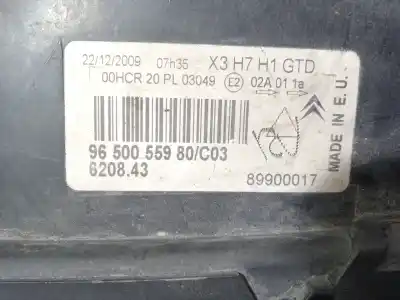 22/12/2009 07h35 X3 H7 H1 GTD
00HCR 20 PL 03049 E2 02A 01 1a
96 500 559 80/C03
6208.43
89900017
MADE IN E.U.